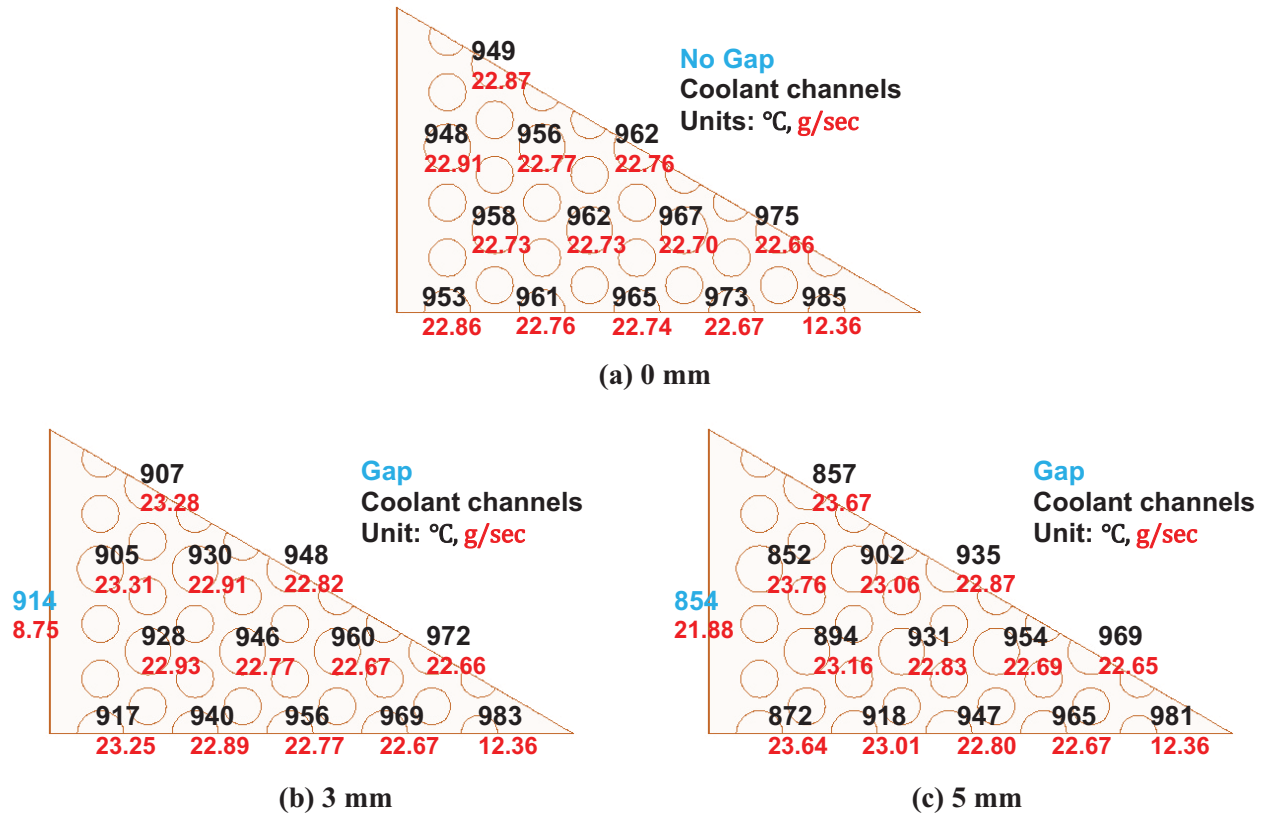 949
22.87
No Gap
Coolant channels
Units: ℃, g/sec
948 956 962
22.91 22.77 22.76
958 962 967 975
22.73 22.73 22.70 22.66
953 961 965 973 985
22.86 22.76 22.74 22.67 12.36
(a) 0 mm
907
23.28
Gap
Coolant channels
Unit: ℃, g/sec
905 930 948
23.31 22.91 22.82
914
8.75
928 946 960 972
22.93 22.77 22.67 22.66
917 940 956 969 983
23.25 22.89 22.77 22.67 12.36
(b) 3 mm
857
23.67
Gap
Coolant channels
Unit: ℃, g/sec
852 902 935
23.76 23.06 22.87
854
21.88
894 931 954 969
23.16 22.83 22.69 22.65
872 918 947 965 981
23.64 23.01 22.80 22.67 12.36
(c) 5 mm